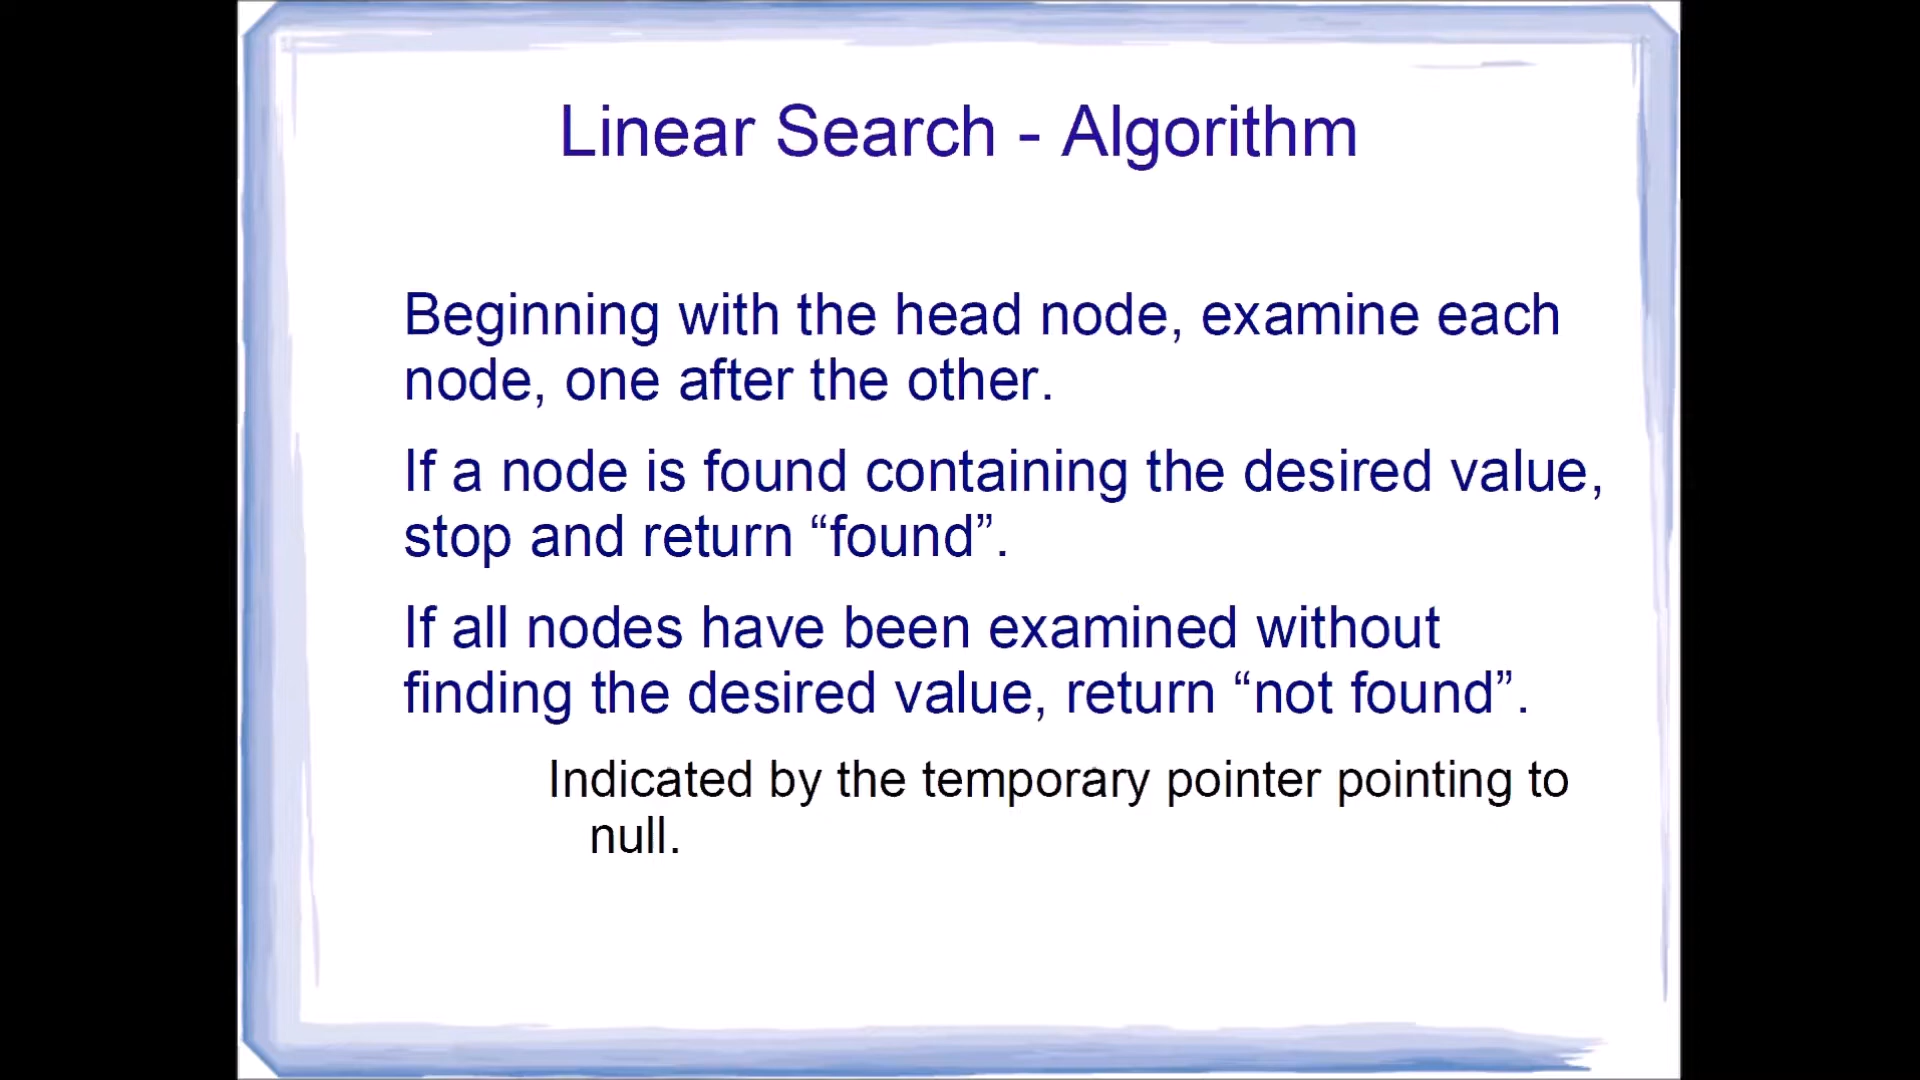 Linear Search - Algorithm
Beginning with the head node, examine each
node, one after the other.
If a node is found containing the desired value,
stop and return “found”.
If all nodes have been examined without
finding the desired value, return “not found”.
Indicated by the temporary pointer pointing to
null.